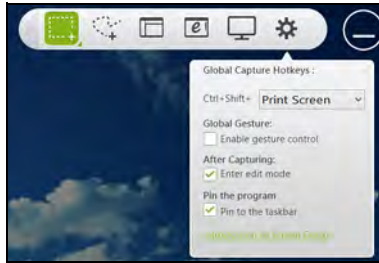 Global Capture Hotkeys :
Ctrl+Shift+ Print Screen
Global Gesture:
Enable gesture control
After Capturing:
Enter edit mode
Pin the program
Pin to the taskbar